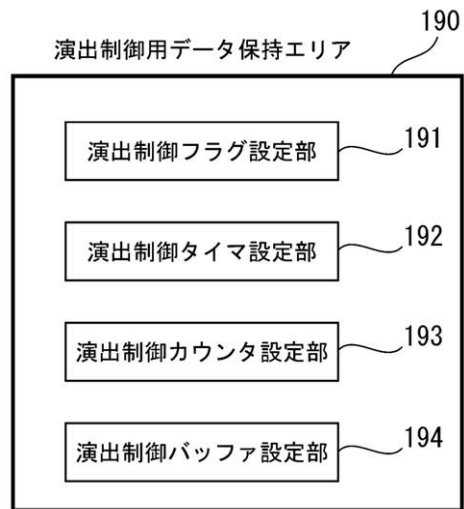 190
演出制御用データ保持エリア
演出制御フラグ設定部 191
演出制御タイマ設定部 192
演出制御カウンタ設定部 193
演出制御バッファ設定部 194